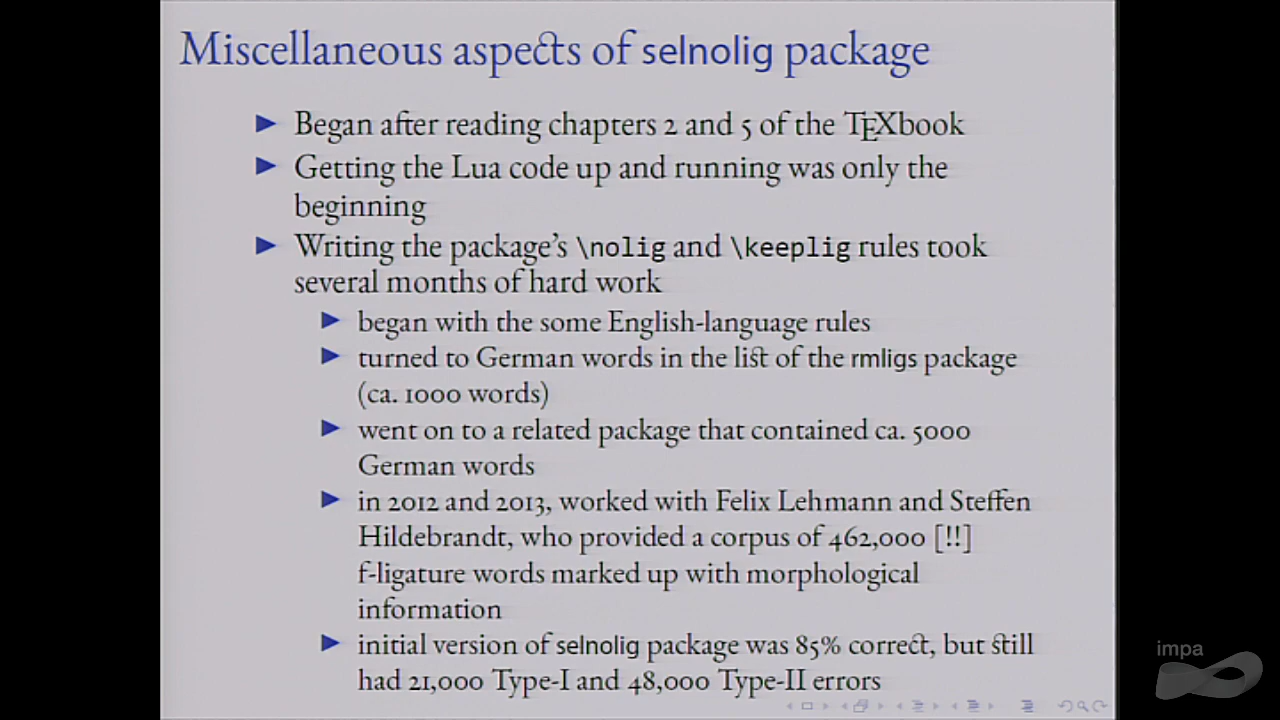 Miscellaneous aspects of selnolig package
Began after reading chapters 2 and 5 of the TEXbook
Getting the Lua code up and running was only the
beginning
Writing the package's \nolig and \keeplig rules took
several months of hard work
began with the some English-language rules
turned to German words in the list of the rmligs package
(ca. 1000 words)
went on to a related package that contained ca. 5000
German words
in 2012 and 2013, worked with Felix Lehmann and Steffen
Hildebrandt, who provided a corpus of 462,000 [!!]
f-ligature words marked up with morphological
information
initial version of selnolig package was 85% correct, but still
had 21,000 Type-I and 48,000 Type-II errors
impa